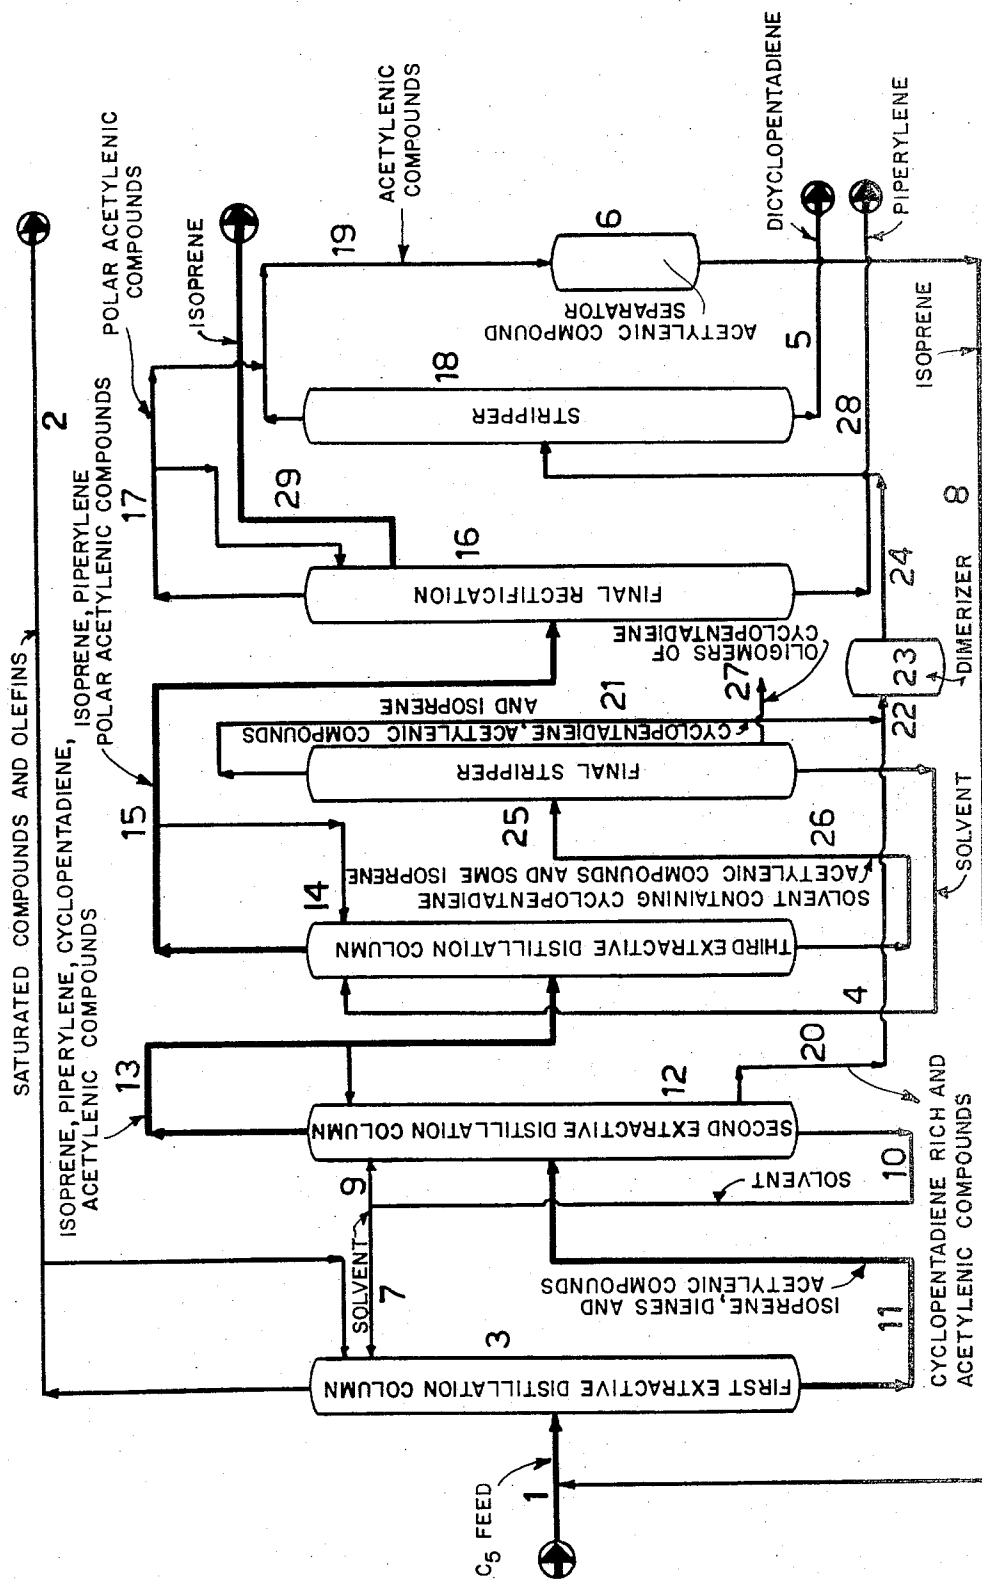 SATURATED COMPOUNDS AND OLEFINS
2
ISOPRENE, PIPERYLENE, CYCLOPENTADIENE,
ACETYLENIC COMPOUNDS
13
ISOPRENE, PIPERYLENE
POLAR ACETYLENIC COMPOUNDS
15
17
POLAR ACETYLENIC
COMPOUNDS
ISOPRENE
29
19
ACETYLENIC
COMPOUNDS
C5 FEED
1
FIRST EXTRACTIVE DISTILLATION COLUMN
3
SOLVENT
7
9
ISOPRENE, DIENES AND
ACETYLENIC COMPOUNDS
11
SOLVENT
10
SECOND EXTRACTIVE DISTILLATION COLUMN
12
20
CYCLOPENTADIENE RICH AND
ACETYLENIC COMPOUNDS
4
THIRD EXTRACTIVE DISTILLATION COLUMN
14
SOLVENT CONTAINING CYCLOPENTADIENE
ACETYLENIC COMPOUNDS AND SOME ISOPRENE
25
26
SOLVENT
FINAL STRIPPER
CYCLOPENTADIENE, ACETYLENIC COMPOUNDS
AND ISOPRENE
21
27
OLIGOMERS OF
CYCLOPENTADIENE
22
23
DIMERIZER
24
FINAL RECTIFICATION
16
STRIPPER
18
ACETYLENIC COMPOUND
SEPARATOR
6
5
DICYCLOPENTADIENE
28
PIPERYLENE
8
ISOPRENE